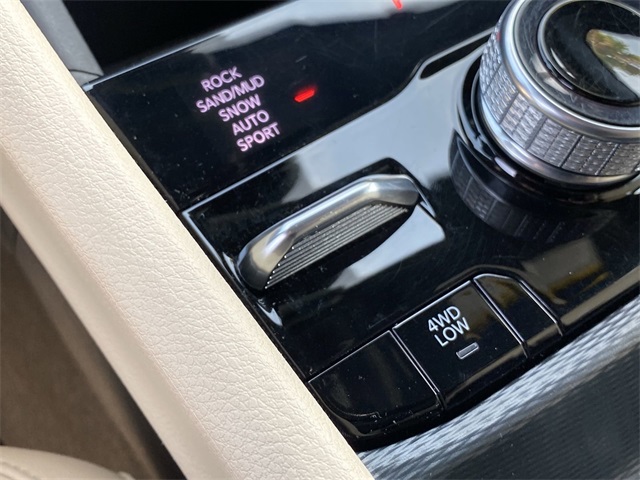 ROCK
SAND/MUD
SNOW
AUTO
SPORT
4WD
LOW